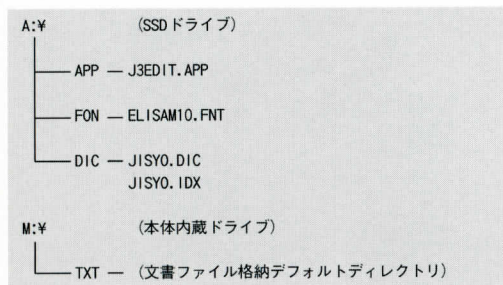 A:¥ (SSDドライブ)
APP — J3EDIT.APP
FON — ELISAM10.FNT
DIC — JISYO.DIC
JISYO.IDX
M:¥ (本体内蔵ドライブ)
TXT — (文書ファイル格納デフォルトディレクトリ)